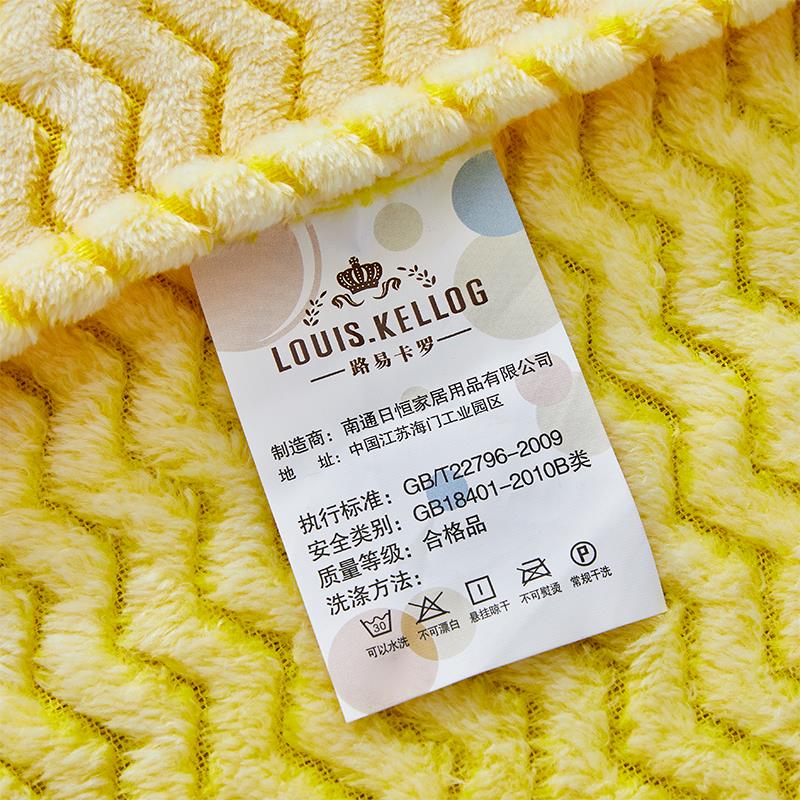 LOUIS.KELLOG
路易卡罗
制造商：南通日恒家居用品有限公司
地　址：中国江苏海门工业园区
执行标准：GB/T22796-2009
安全类别：GB18401-2010B类
质量等级：合格品
洗涤方法：
30 P
可以水洗 不可漂白 悬挂晾干 不可熨烫 常规干洗